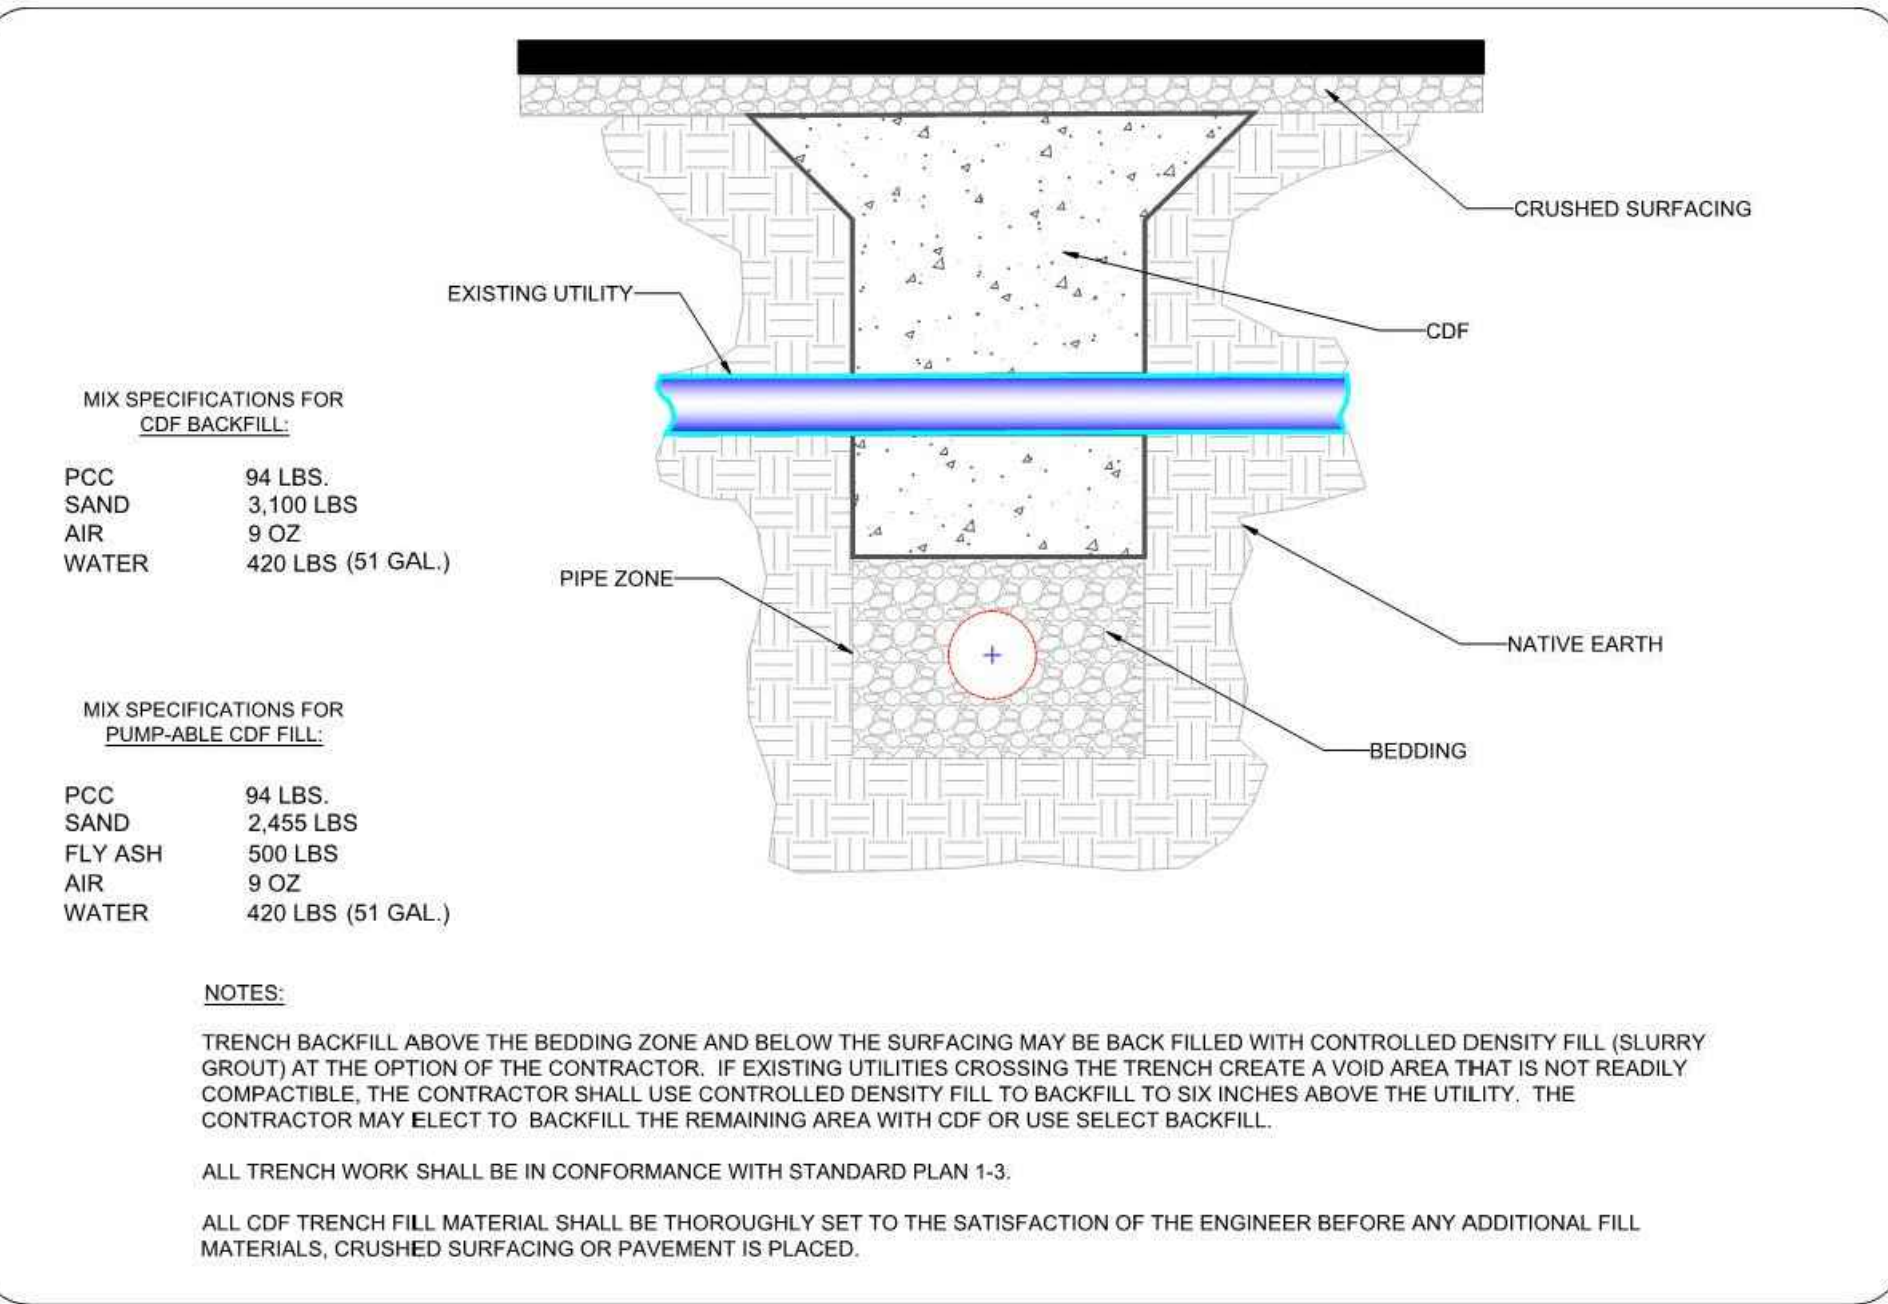 CRUSHED SURFACING
EXISTING UTILITY
CDF
MIX SPECIFICATIONS FOR
CDF BACKFILL:
PCC 94 LBS.
SAND 3,100 LBS
AIR 9 OZ
WATER 420 LBS (51 GAL.)
PIPE ZONE
NATIVE EARTH
BEDDING
MIX SPECIFICATIONS FOR
PUMP-ABLE CDF FILL:
PCC 94 LBS.
SAND 2,455 LBS
FLY ASH 500 LBS
AIR 9 OZ
WATER 420 LBS (51 GAL.)
NOTES:
TRENCH BACKFILL ABOVE THE BEDDING ZONE AND BELOW THE SURFACING MAY BE BACK FILLED WITH CONTROLLED DENSITY FILL (SLURRY
GROUT) AT THE OPTION OF THE CONTRACTOR. IF EXISTING UTILITIES CROSSING THE TRENCH CREATE A VOID AREA THAT IS NOT READILY
COMPACTIBLE, THE CONTRACTOR SHALL USE CONTROLLED DENSITY FILL TO BACKFILL TO SIX INCHES ABOVE THE UTILITY. THE
CONTRACTOR MAY ELECT TO BACKFILL THE REMAINING AREA WITH CDF OR USE SELECT BACKFILL.
ALL TRENCH WORK SHALL BE IN CONFORMANCE WITH STANDARD PLAN 1-3.
ALL CDF TRENCH FILL MATERIAL SHALL BE THOROUGHLY SET TO THE SATISFACTION OF THE ENGINEER BEFORE ANY ADDITIONAL FILL
MATERIALS, CRUSHED SURFACING OR PAVEMENT IS PLACED.